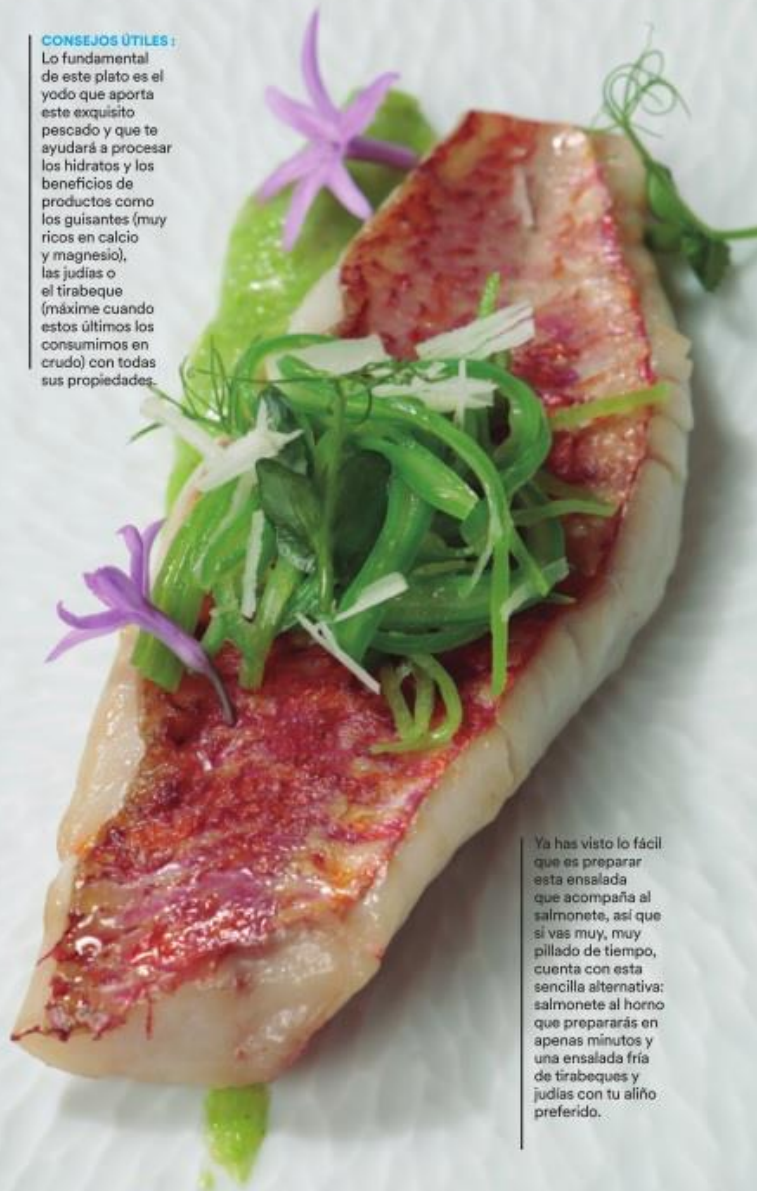 CONSEJOS ÚTILES :
Lo fundamental
de este plato es el
yodo que aporta
este exquisito
pescado y que te
ayudará a procesar
los hidratos y los
beneficios de
productos como
los guisantes (muy
ricos en calcio
y magnesio),
las judías o
el tirabeque
(máxime cuando
estos últimos los
consumimos en
crudo) con todas
sus propiedades.
Ya has visto lo fácil
que es preparar
esta ensalada
que acompaña al
salmonete, así que
si vas muy, muy
pillado de tiempo,
cuenta con esta
sencilla alternativa:
salmonete al horno
que prepararás en
apenas minutos y
una ensalada fría
de tirabeques y
judías con tu aliño
preferido.